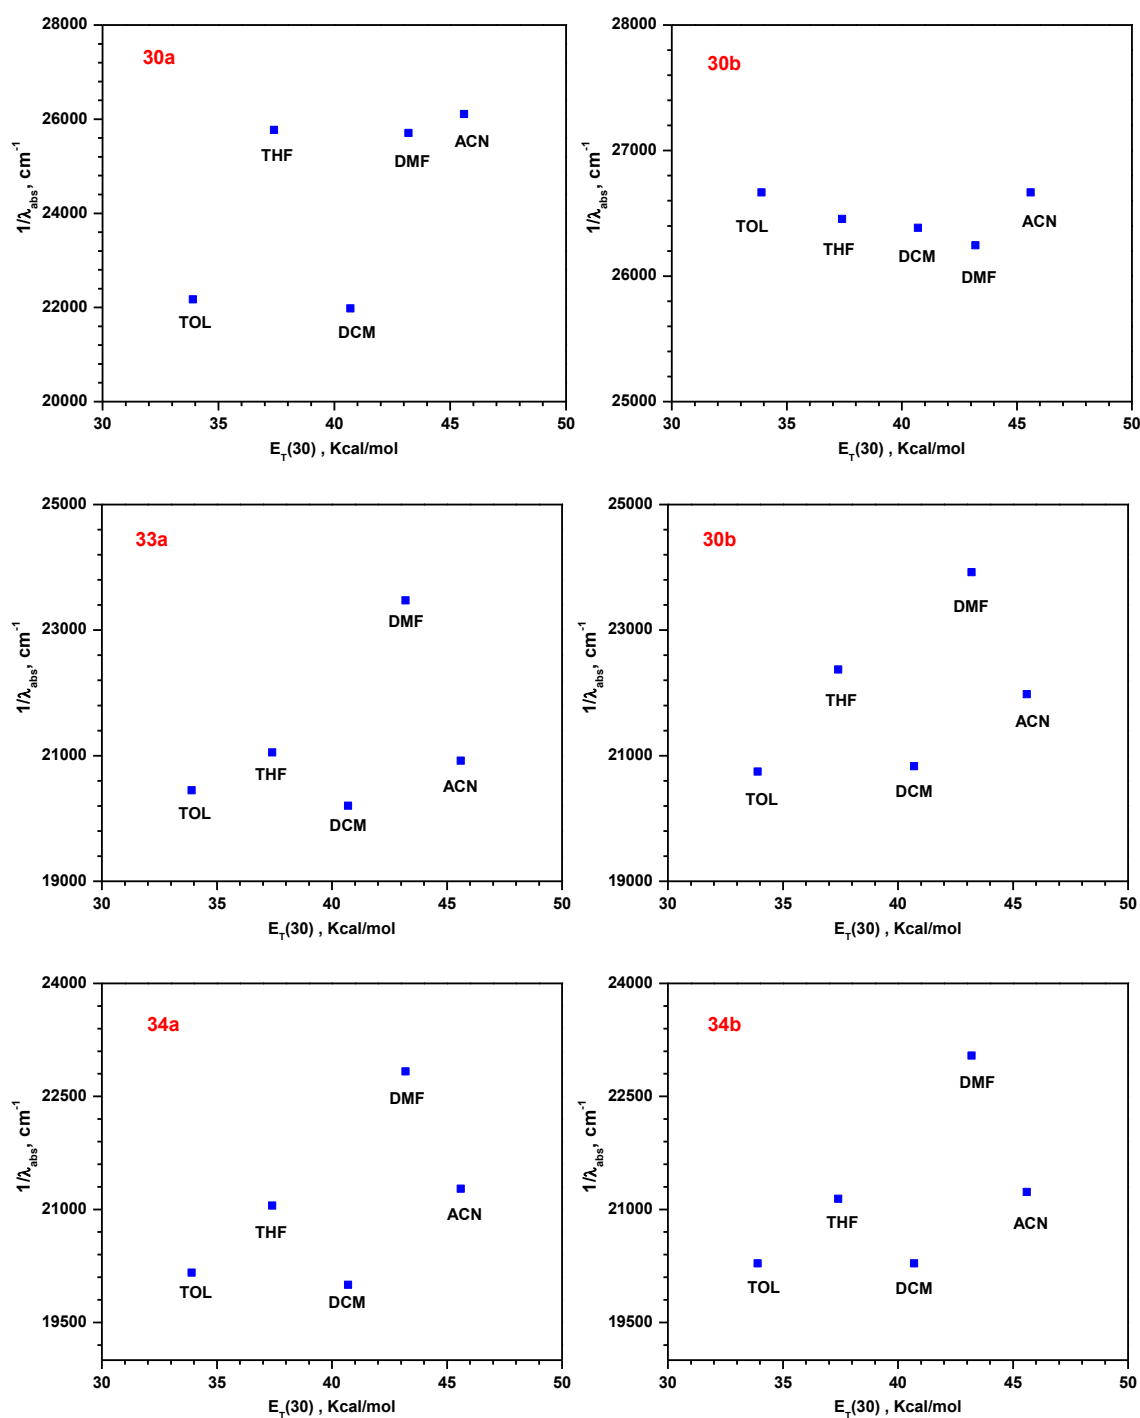 30a
28000
26000
24000
22000
20000
1/λabs, cm-1
TOL
THF
DCM
DMF
ACN
30 35 40 45 50
ET(30) , Kcal/mol
30b
28000
27000
26000
25000
1/λabs, cm-1
TOL
THF
DCM
DMF
ACN
30 35 40 45 50
ET(30) , Kcal/mol
33a
25000
23000
21000
19000
1/λabs, cm-1
TOL
THF
DCM
DMF
ACN
30 35 40 45 50
ET(30) , Kcal/mol
30b
25000
23000
21000
19000
1/λabs, cm-1
TOL
THF
DCM
DMF
ACN
30 35 40 45 50
ET(30) , Kcal/mol
34a
24000
22500
21000
19500
1/λabs, cm-1
TOL
THF
DCM
DMF
ACN
30 35 40 45 50
ET(30) , Kcal/mol
34b
24000
22500
21000
19500
1/λabs, cm-1
TOL
THF
DCM
DMF
ACN
30 35 40 45 50
ET(30) , Kcal/mol